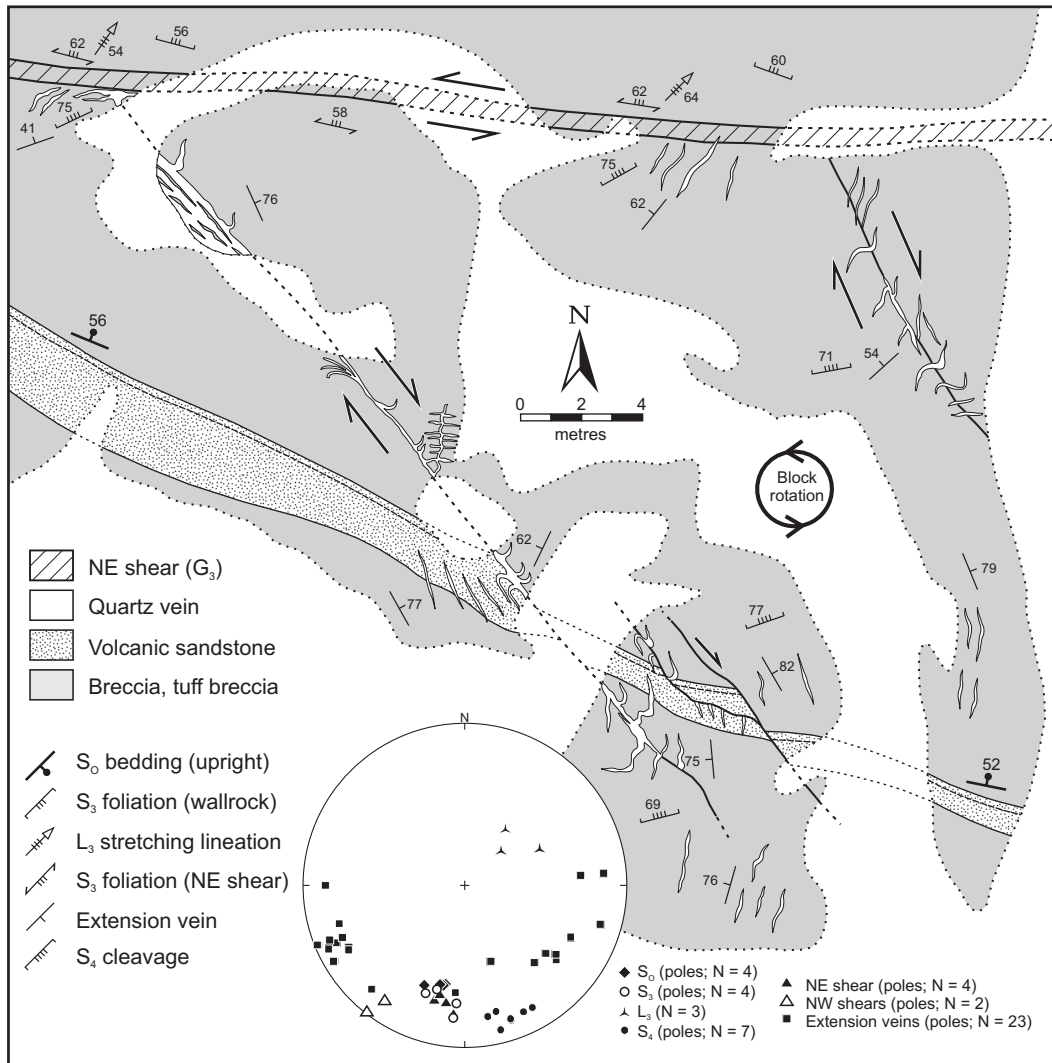 62
54
56
60
62
64
75
41
58
75
62
76
56
N
0 2 4
metres
71
54
Block
rotation
62
77
79
77
82
75
69
76
52
NE shear (G3)
Quartz vein
Volcanic sandstone
Breccia, tuff breccia
SO bedding (upright)
S3 foliation (wallrock)
L3 stretching lineation
S3 foliation (NE shear)
Extension vein
S4 cleavage
N
SO (poles; N = 4)
S3 (poles; N = 4)
L3 (N = 3)
S4 (poles; N = 7)
NE shear (poles; N = 4)
NW shears (poles; N = 2)
Extension veins (poles; N = 23)